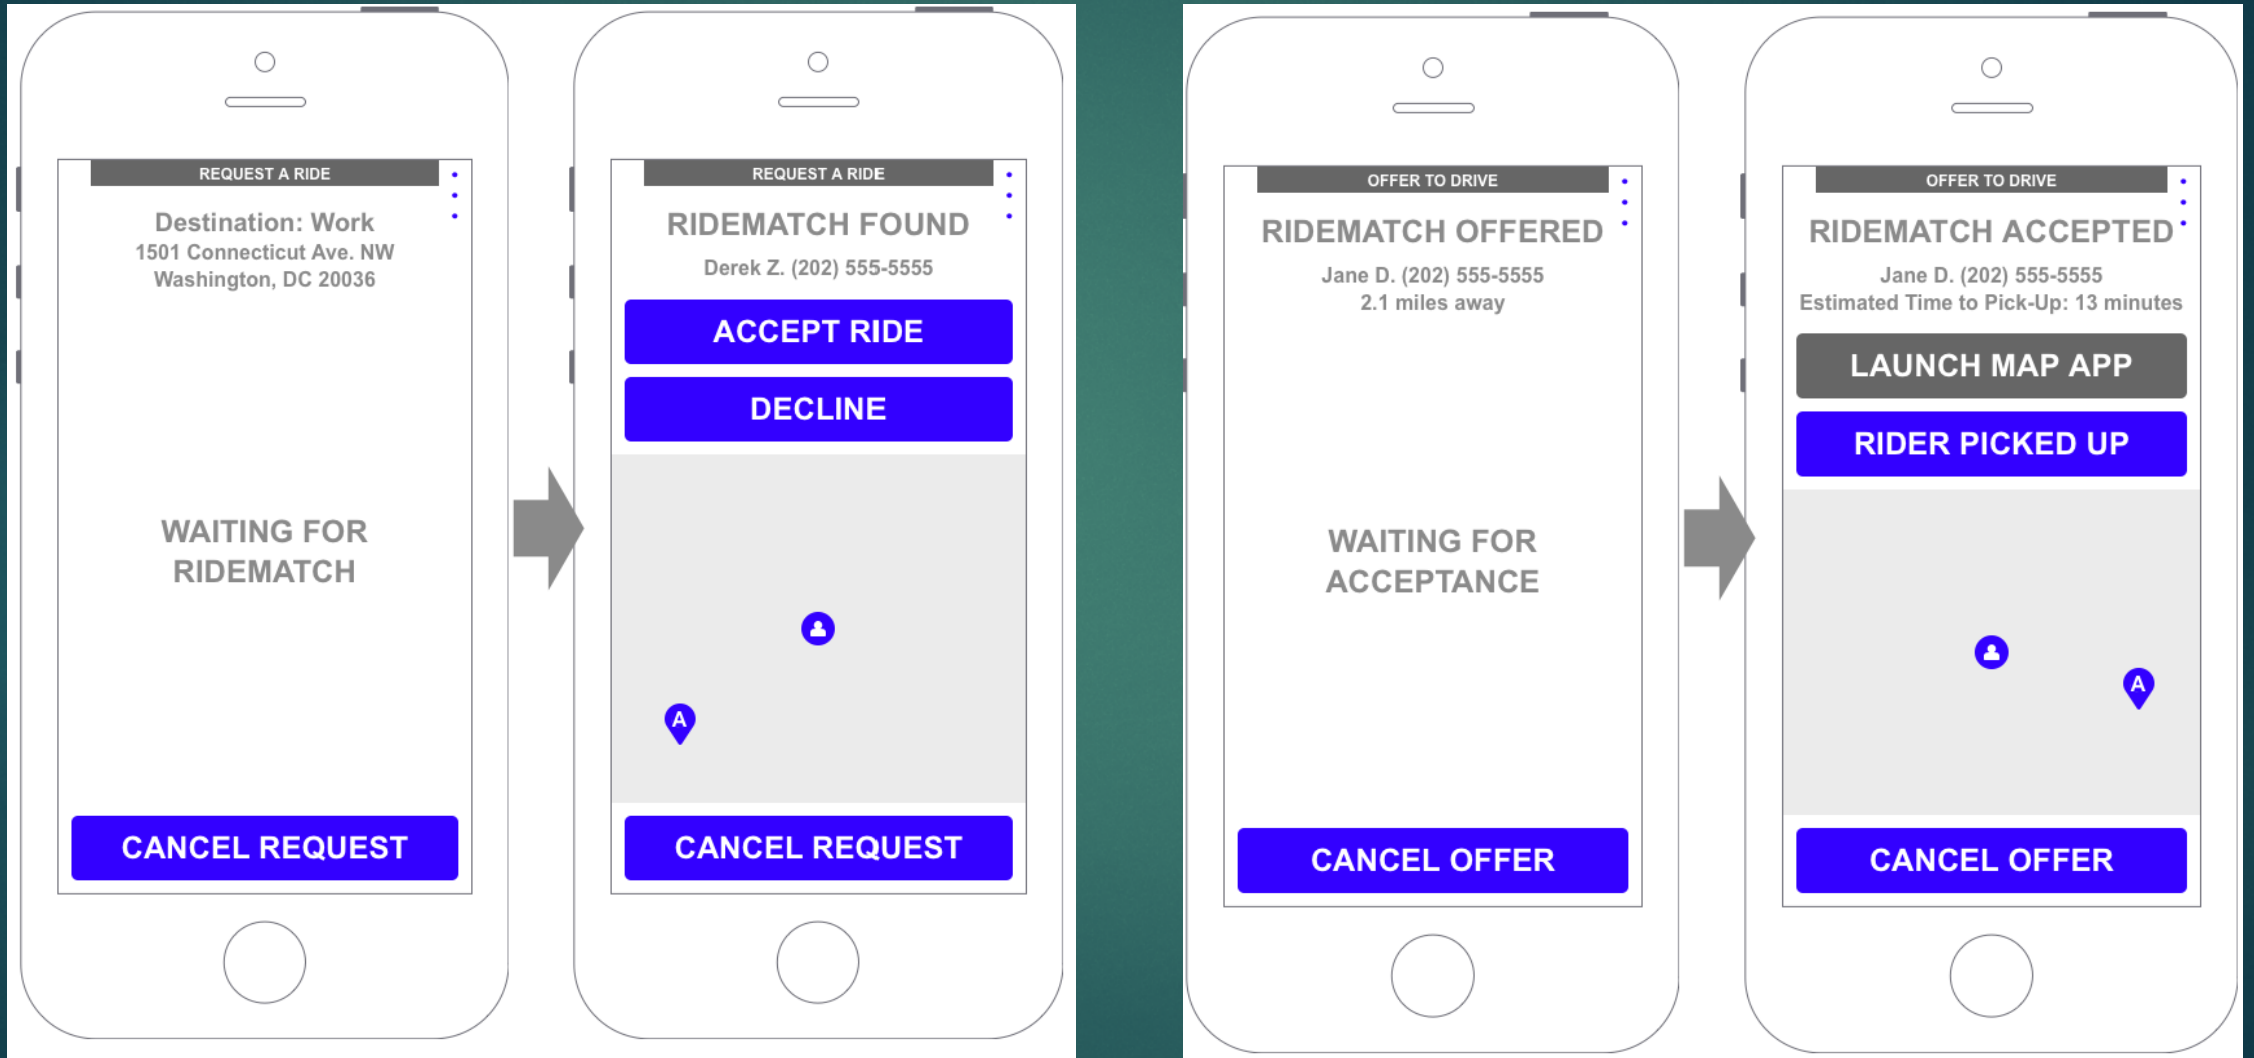 REQUEST A RIDE
Destination: Work
1501 Connecticut Ave. NW
Washington, DC 20036
WAITING FOR
RIDEMATCH
CANCEL REQUEST
REQUEST A RIDE
RIDEMATCH FOUND
Derek Z. (202) 555-5555
ACCEPT RIDE
DECLINE
A
CANCEL REQUEST
OFFER TO DRIVE
RIDEMATCH OFFERED
Jane D. (202) 555-5555
2.1 miles away
WAITING FOR
ACCEPTANCE
CANCEL OFFER
OFFER TO DRIVE
RIDEMATCH ACCEPTED
Jane D. (202) 555-5555
Estimated Time to Pick-Up: 13 minutes
LAUNCH MAP APP
RIDER PICKED UP
A
CANCEL OFFER